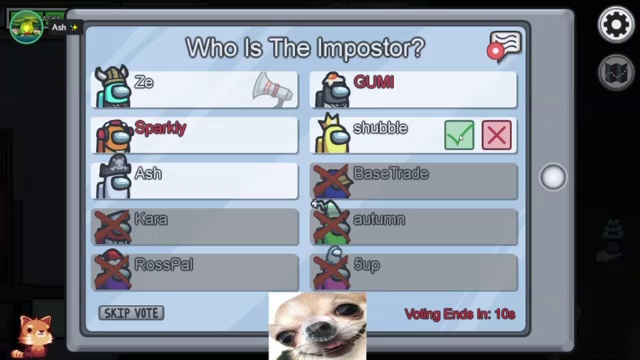 Ash
Who Is The Impostor?
Ze
GUMI
Sparkly
shubble
Ash
BaseTrade
Kara
autumn
RossPal
5up
SKIP VOTE
Voting Ends In: 10s